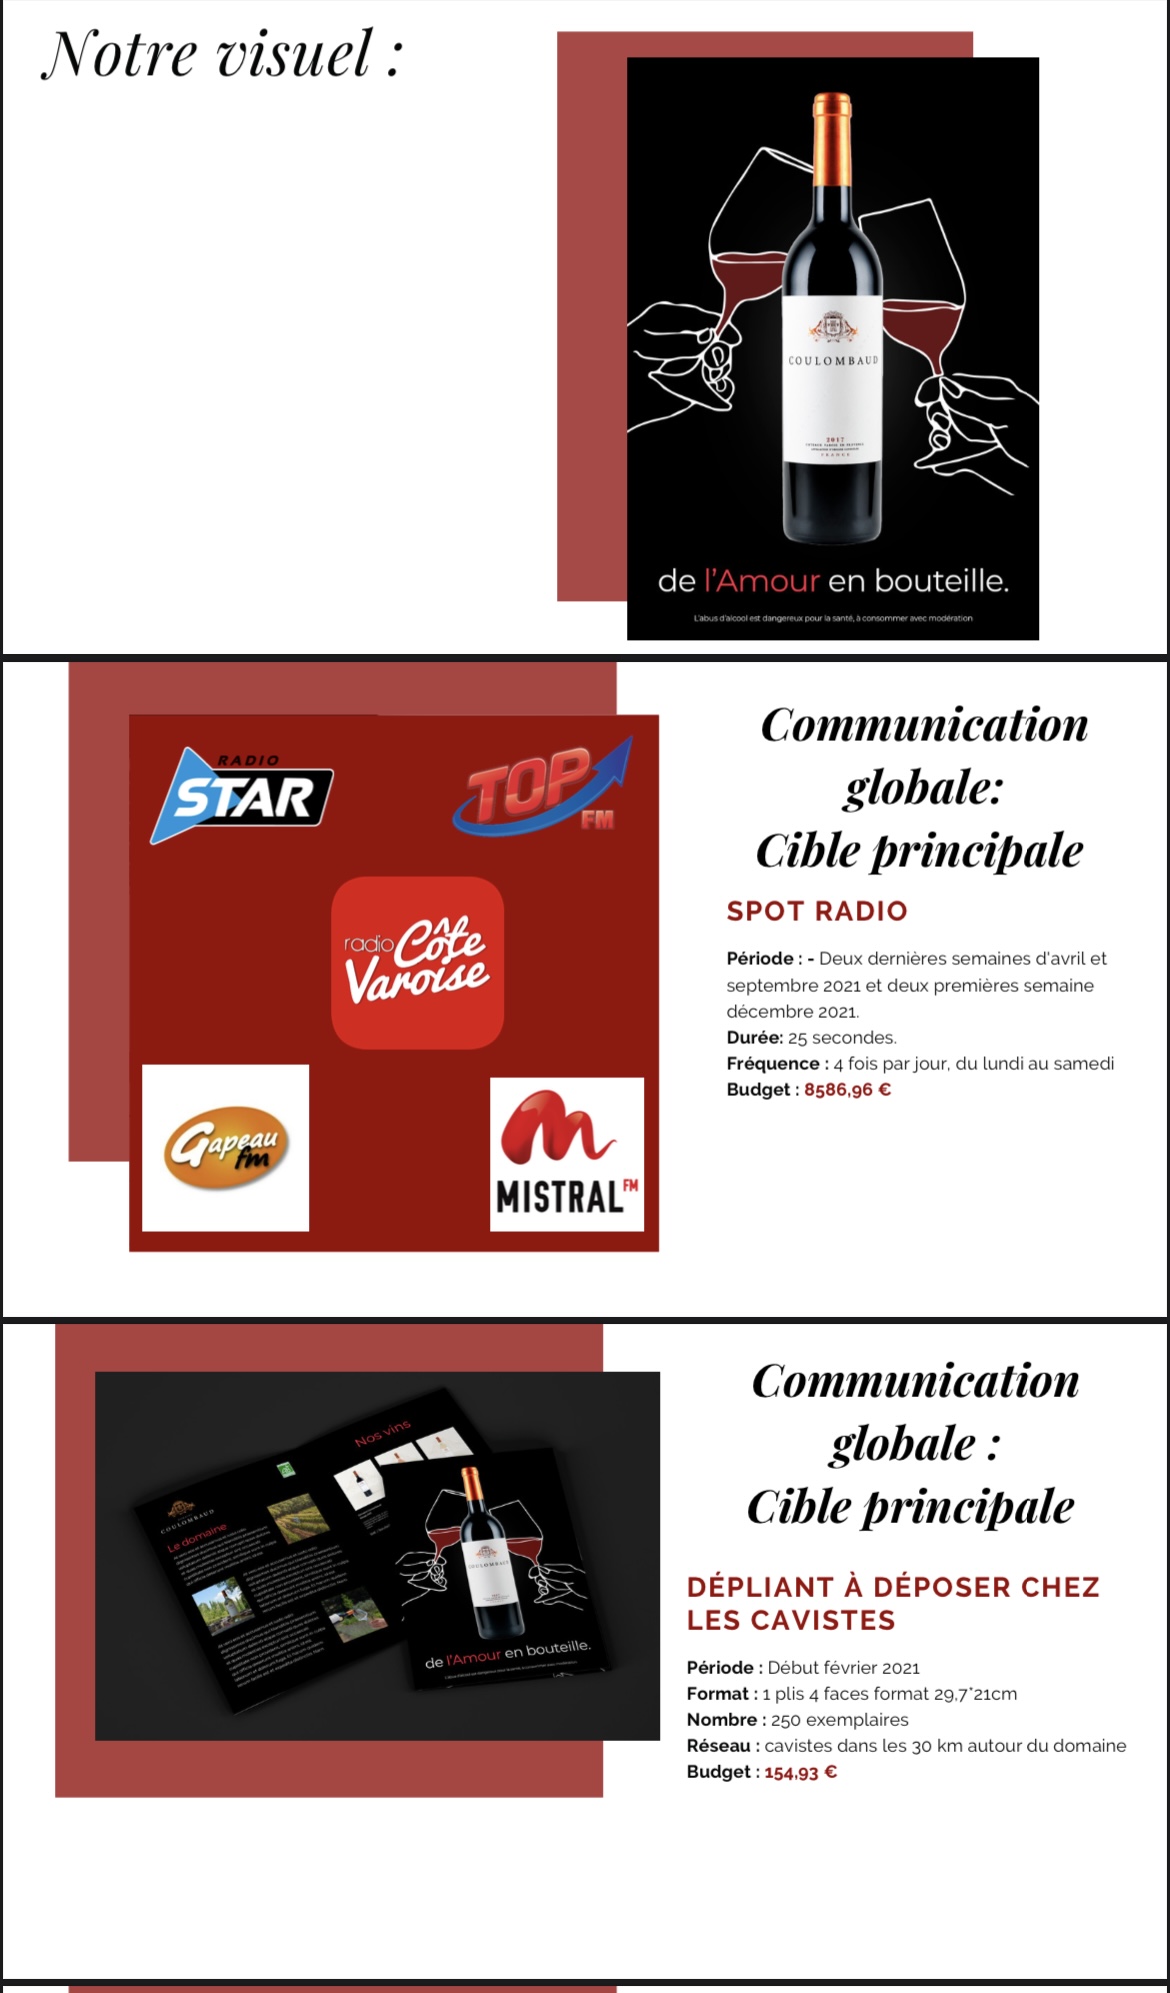 Notre visuel :
COULOMBAUD
2017
FRANCE
de l'Amour en bouteille.
L'abus d'alcool est dangereux pour la santé, à consommer avec modération
RADIO
STAR
TOP
FM
radio Côte
Varoise
Gapeau
fm
MISTRAL FM
Communication
globale:
Cible principale
SPOT RADIO
Période : - Deux dernières semaines d'avril et
septembre 2021 et deux premières semaine
décembre 2021.
Durée: 25 secondes.
Fréquence : 4 fois par jour, du lundi au samedi
Budget : 8586,96 €
Nos vins
COULOMBAUD
Le domaine
COULOMBAUD
de l'Amour en bouteille.
Communication
globale :
Cible principale
DÉPLIANT À DÉPOSER CHEZ
LES CAVISTES
Période : Début février 2021
Format : 1 plis 4 faces format 29,7*21cm
Nombre : 250 exemplaires
Réseau : cavistes dans les 30 km autour du domaine
Budget : 154,93 €